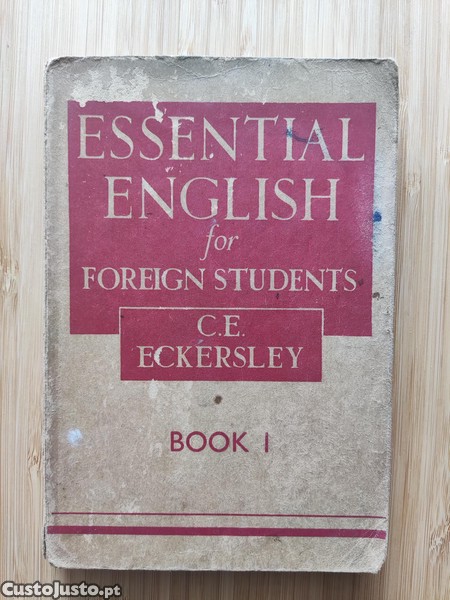 ESSENTIAL
ENGLISH
for
FOREIGN STUDENTS
C.E.
ECKERSLEY
BOOK I
CustoJusto.pt